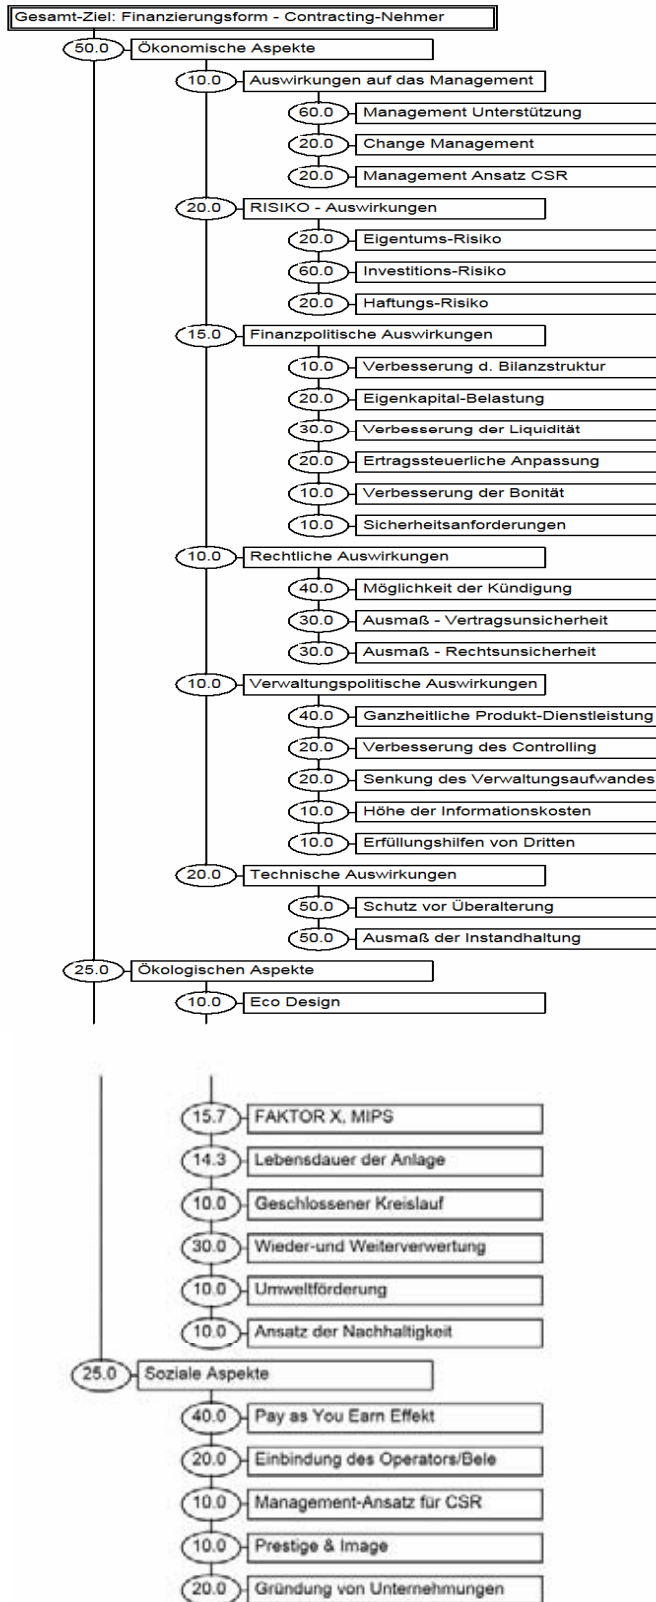 Gesamt-Ziel: Finanzierungsform - Contracting-Nehmer
50.0 Ökonomische Aspekte
10.0 Auswirkungen auf das Management
60.0 Management Unterstützung
20.0 Change Management
20.0 Management Ansatz CSR
20.0 RISIKO - Auswirkungen
20.0 Eigentums-Risiko
60.0 Investitions-Risiko
20.0 Haftungs-Risiko
15.0 Finanzpolitische Auswirkungen
10.0 Verbesserung d. Bilanzstruktur
20.0 Eigenkapital-Belastung
30.0 Verbesserung der Liquidität
20.0 Ertragssteuerliche Anpassung
10.0 Verbesserung der Bonität
10.0 Sicherheitsanforderungen
10.0 Rechtliche Auswirkungen
40.0 Möglichkeit der Kündigung
30.0 Ausmaß - Vertragsunsicherheit
30.0 Ausmaß - Rechtsunsicherheit
10.0 Verwaltungspolitische Auswirkungen
40.0 Ganzheitliche Produkt-Dienstleistung
20.0 Verbesserung des Controlling
20.0 Senkung des Verwaltungsaufwandes
10.0 Höhe der Informationskosten
10.0 Erfüllungshilfen von Dritten
20.0 Technische Auswirkungen
50.0 Schutz vor Überalterung
50.0 Ausmaß der Instandhaltung
25.0 Ökologischen Aspekte
10.0 Eco Design
15.7 FAKTOR X, MIPS
14.3 Lebensdauer der Anlage
10.0 Geschlossener Kreislauf
30.0 Wieder-und Weiterverwertung
10.0 Umweltförderung
10.0 Ansatz der Nachhaltigkeit
25.0 Soziale Aspekte
40.0 Pay as You Earn Effekt
20.0 Einbindung des Operators/Bele
10.0 Management-Ansatz für CSR
10.0 Prestige & Image
20.0 Gründung von Unternehmungen